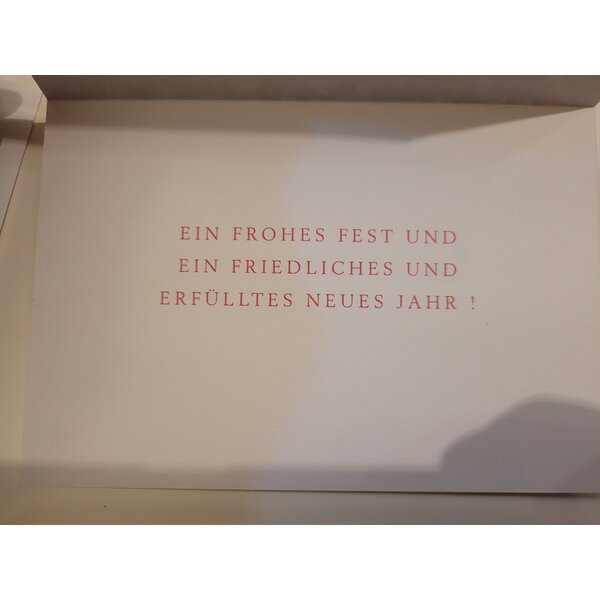 EIN FROHES FEST UND
EIN FRIEDLICHES UND
ERFÜLLTES NEUES JAHR !